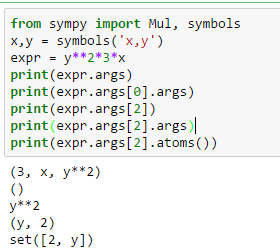 from sympy import Mul, symbols
x,y = symbols('x,y')
expr = y**2*3*x
print(expr.args)
print(expr.args[0].args)
print(expr.args[2])
print(expr.args[2].args)
print(expr.args[2].atoms())
(3, x, y**2)
()
y**2
(y, 2)
set([2, y])